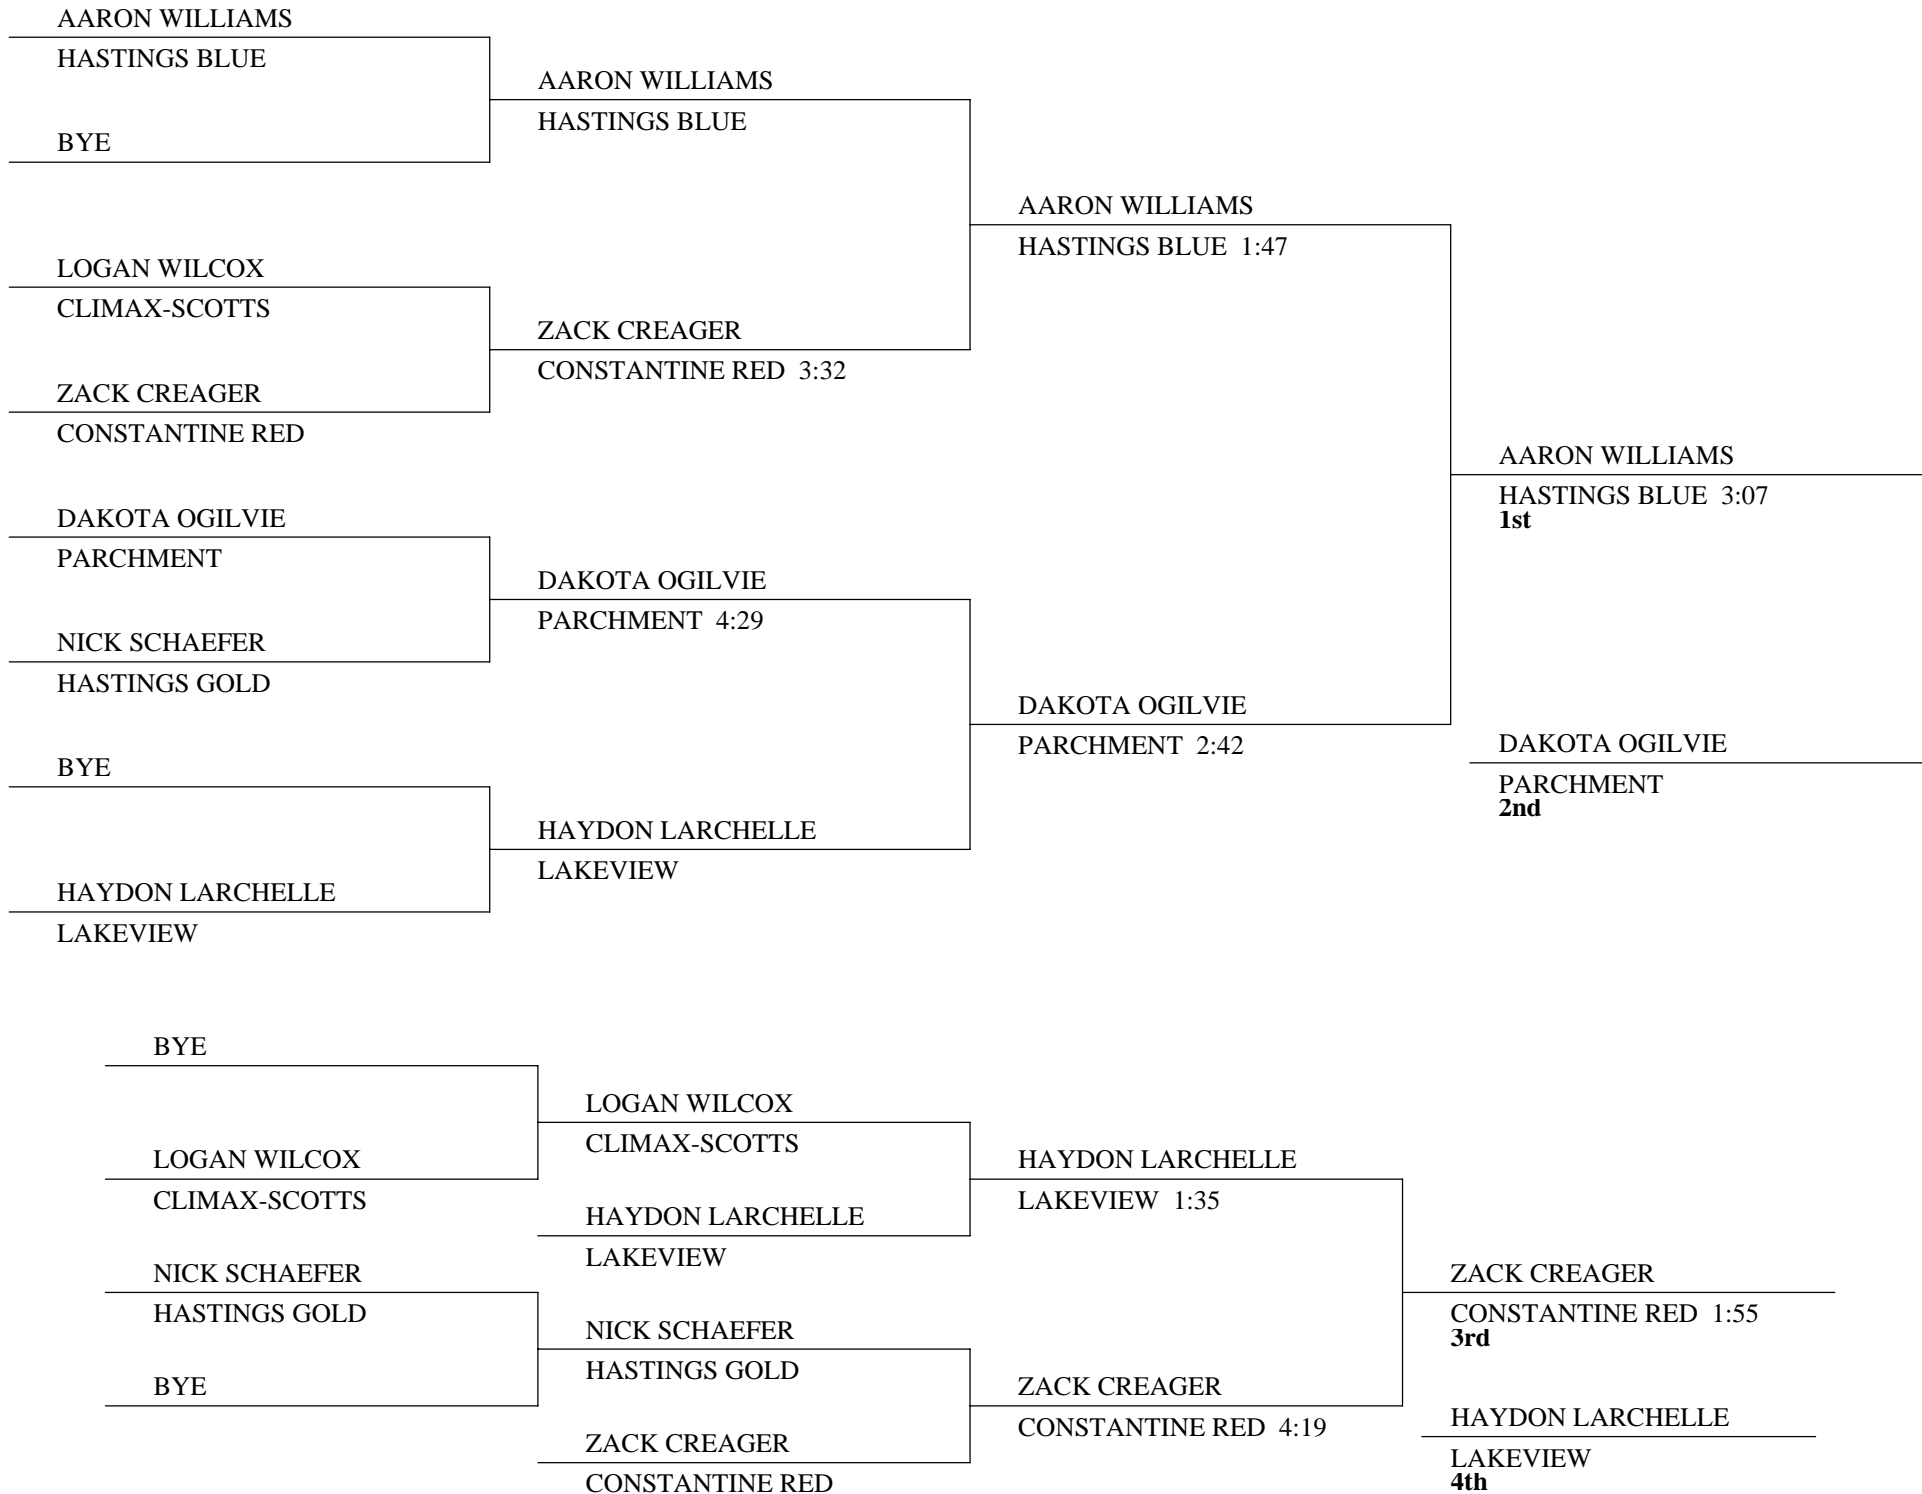 AARON WILLIAMS
HASTINGS BLUE
BYE
LOGAN WILCOX
CLIMAX-SCOTTS
ZACK CREAGER
CONSTANTINE RED
DAKOTA OGILVIE
PARCHMENT
NICK SCHAEFER
HASTINGS GOLD
BYE
HAYDON LARCHELLE
LAKEVIEW
AARON WILLIAMS
HASTINGS BLUE
ZACK CREAGER
CONSTANTINE RED 3:32
DAKOTA OGILVIE
PARCHMENT 4:29
HAYDON LARCHELLE
LAKEVIEW
AARON WILLIAMS
HASTINGS BLUE 1:47
DAKOTA OGILVIE
PARCHMENT 2:42
AARON WILLIAMS
HASTINGS BLUE 3:07
1st
DAKOTA OGILVIE
PARCHMENT
2nd
BYE
LOGAN WILCOX
CLIMAX-SCOTTS
NICK SCHAEFER
HASTINGS GOLD
BYE
LOGAN WILCOX
CLIMAX-SCOTTS
HAYDON LARCHELLE
LAKEVIEW
NICK SCHAEFER
HASTINGS GOLD
ZACK CREAGER
CONSTANTINE RED
HAYDON LARCHELLE
LAKEVIEW 1:35
ZACK CREAGER
CONSTANTINE RED 4:19
ZACK CREAGER
CONSTANTINE RED 1:55
3rd
HAYDON LARCHELLE
LAKEVIEW
4th